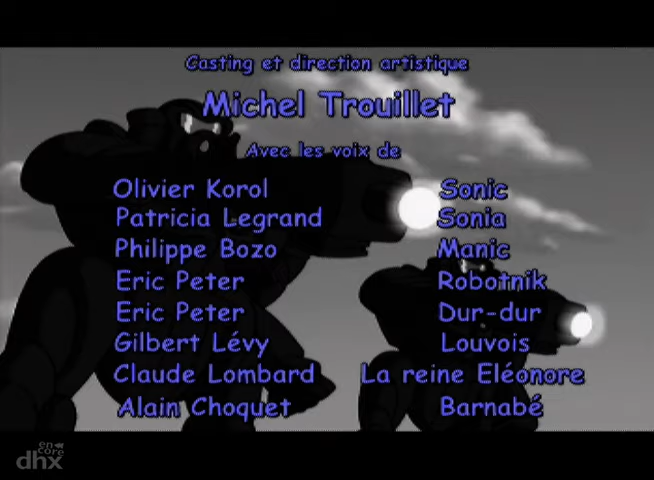 Casting et direction artistique
Michel Trouillet
Avec les voix de
Olivier Korol Sonic
Patricia Legrand Sonia
Philippe Bozo Manic
Eric Peter Robotnik
Eric Peter Dur-dur
Gilbert Lévy Louvois
Claude Lombard La reine Eléonore
Alain Choquet Barnabé
en
core
dhx